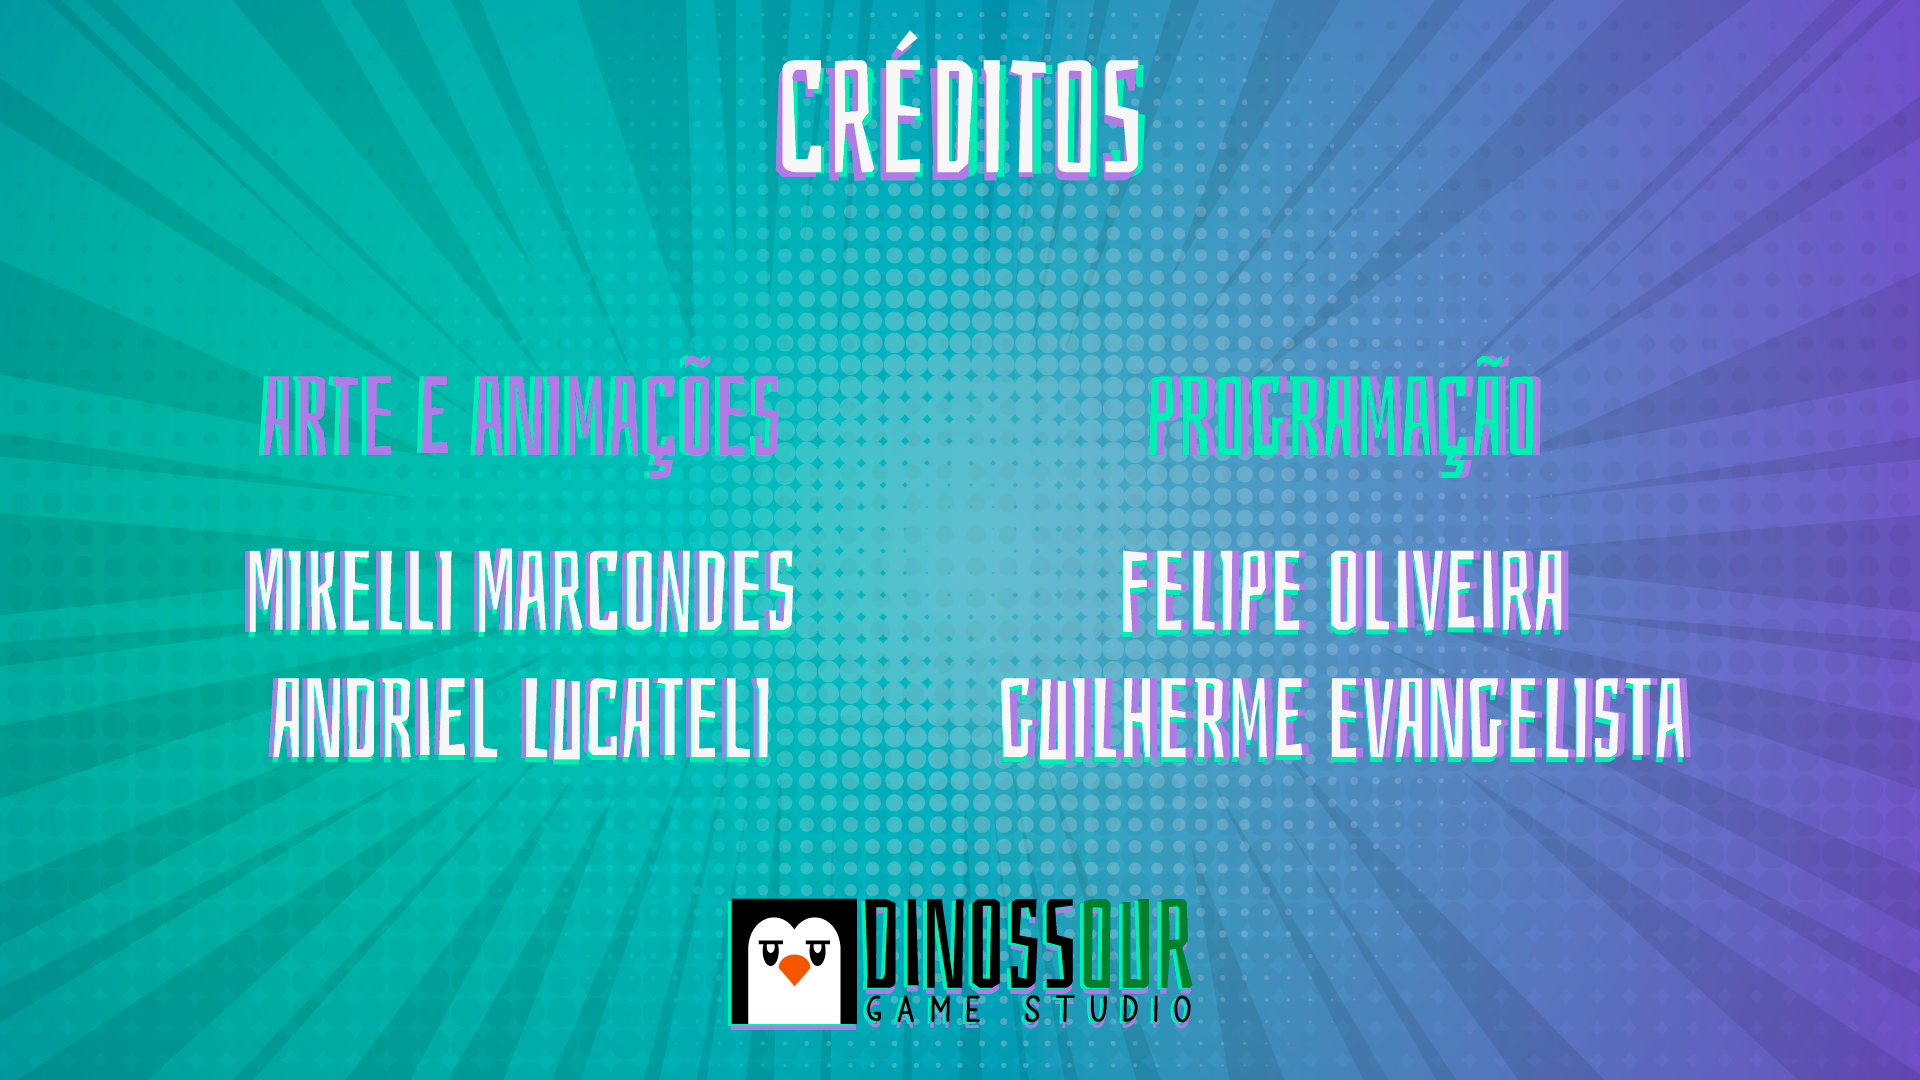 CRÉDITOS
ARTE E ANIMAÇÕES
MIKELLI MARCONDES
ANDRIEL LUCATELI
PROGRAMAÇÃO
FELIPE OLIVEIRA
GUILHERME EVANGELISTA
DINOSSOUR
GAME STUDIO